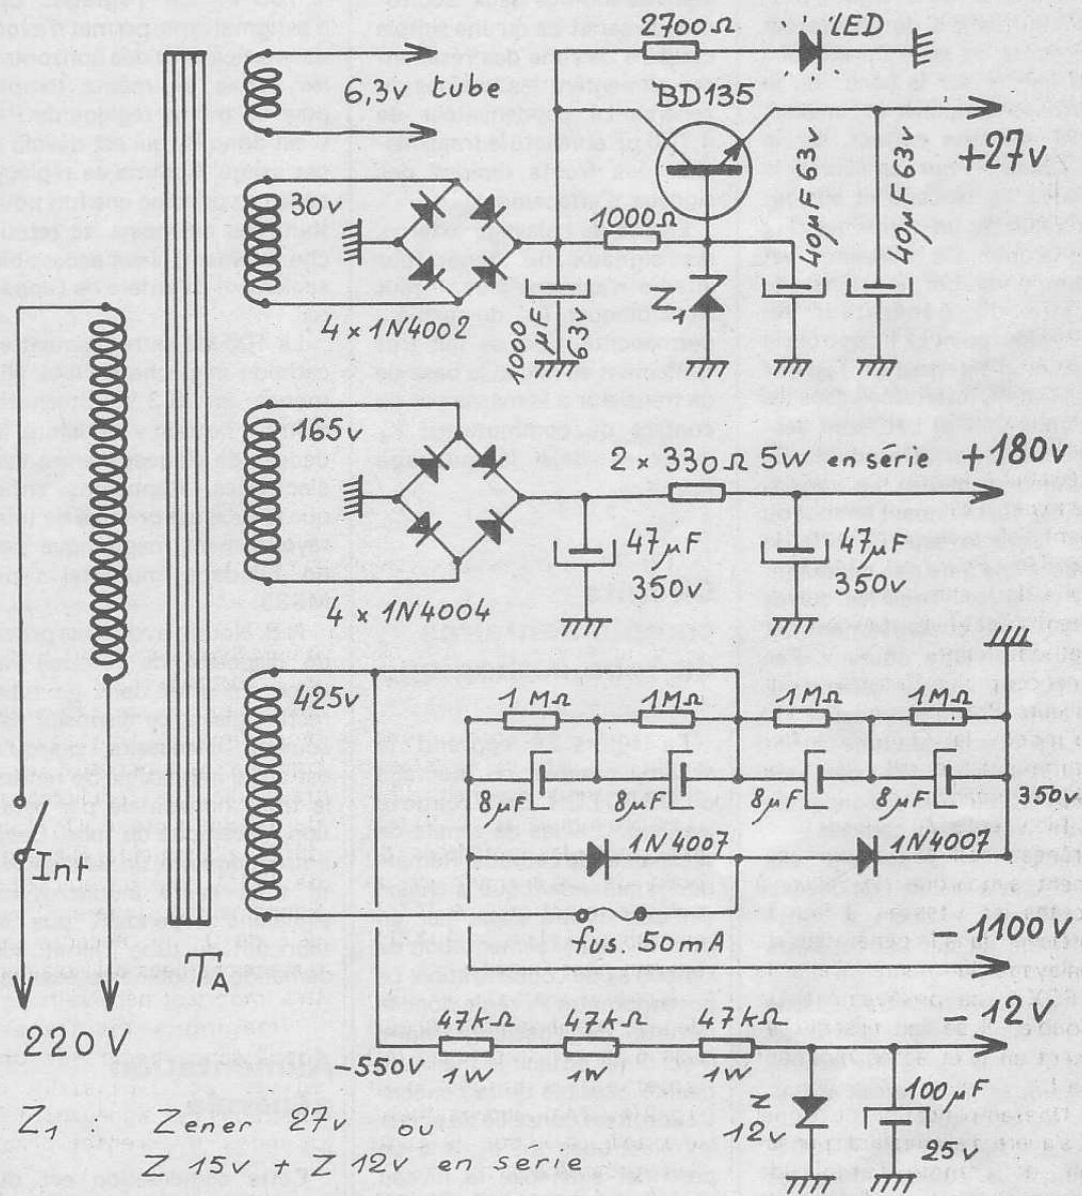 2700Ω
LED
6,3v tube
BD135
+27v
30v
1000Ω
40µF 63v
40µF 63v
Z1
4 x 1N4002
1000 µF 63v
165v
2 x 330Ω 5W en série
+180v
47µF 350v.
47µF 350v.
4 x 1N4004
425v
1MΩ
1MΩ
1MΩ
1MΩ
8µF
8µF
8µF
8µF
350v
1N4007
1N4007
Int
fus. 50mA
-1100V
TA
220V
-550v
47kΩ 1W
47kΩ 1W
47kΩ 1W
-12v
Z 12v
100µF 25v
Z1 : Zener 27v ou
Z 15v + Z 12v en serie